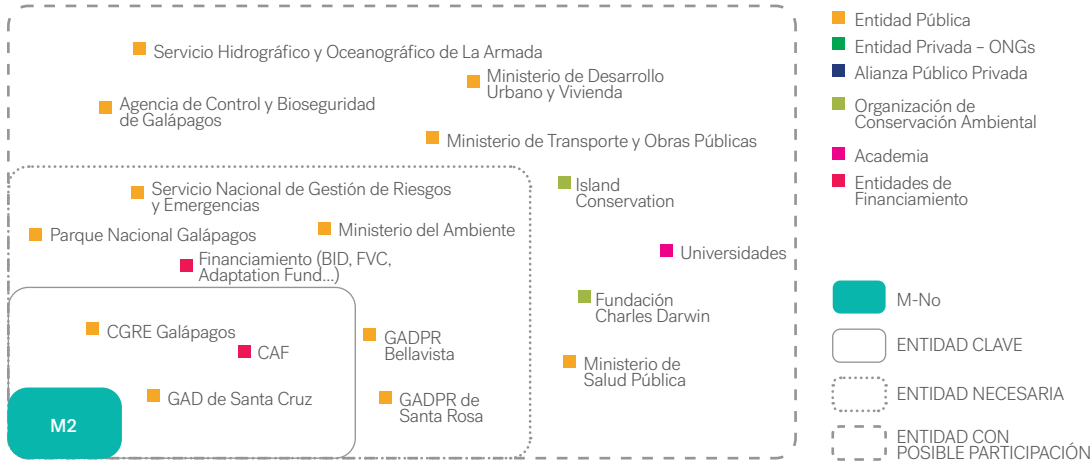 Servicio Hidrográfico y Oceanográfico de La Armada
Ministerio de Desarrollo
Urbano y Vivienda
Agencia de Control y Bioseguridad
de Galápagos
Ministerio de Transporte y Obras Públicas
Servicio Nacional de Gestión de Riesgos
y Emergencias
Island
Conservation
Parque Nacional Galápagos
Ministerio del Ambiente
Universidades
Financiamiento (BID, FVC,
Adaptation Fund...)
Fundación
Charles Darwin
CGRE Galápagos
CAF
GADPR
Bellavista
Ministerio de
Salud Pública
GAD de Santa Cruz
GADPR de
Santa Rosa
M2
Entidad Pública
Entidad Privada – ONGs
Alianza Público Privada
Organización de
Conservación Ambiental
Academia
Entidades de
Financiamiento
M-No
ENTIDAD CLAVE
ENTIDAD NECESARIA
ENTIDAD CON
POSIBLE PARTICIPACIÓN